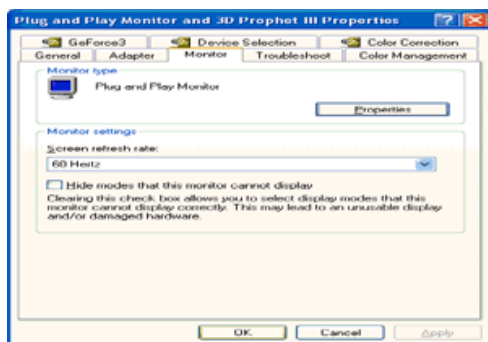 Plug and Play Monitor and 3D Prophet III Properties
GeForce3 Device Selection Color Correction
General Adapter Monitor Troubleshoot Color Management
Monitor type
Plug and Play Monitor
Properties
Monitor settings
Screen refresh rate:
60 Hertz
Hide modes that this monitor cannot display
Clearing this check box allows you to select display modes that this
monitor cannot display correctly. This may lead to an unusable display
and/or damaged hardware.
OK Cancel Apply